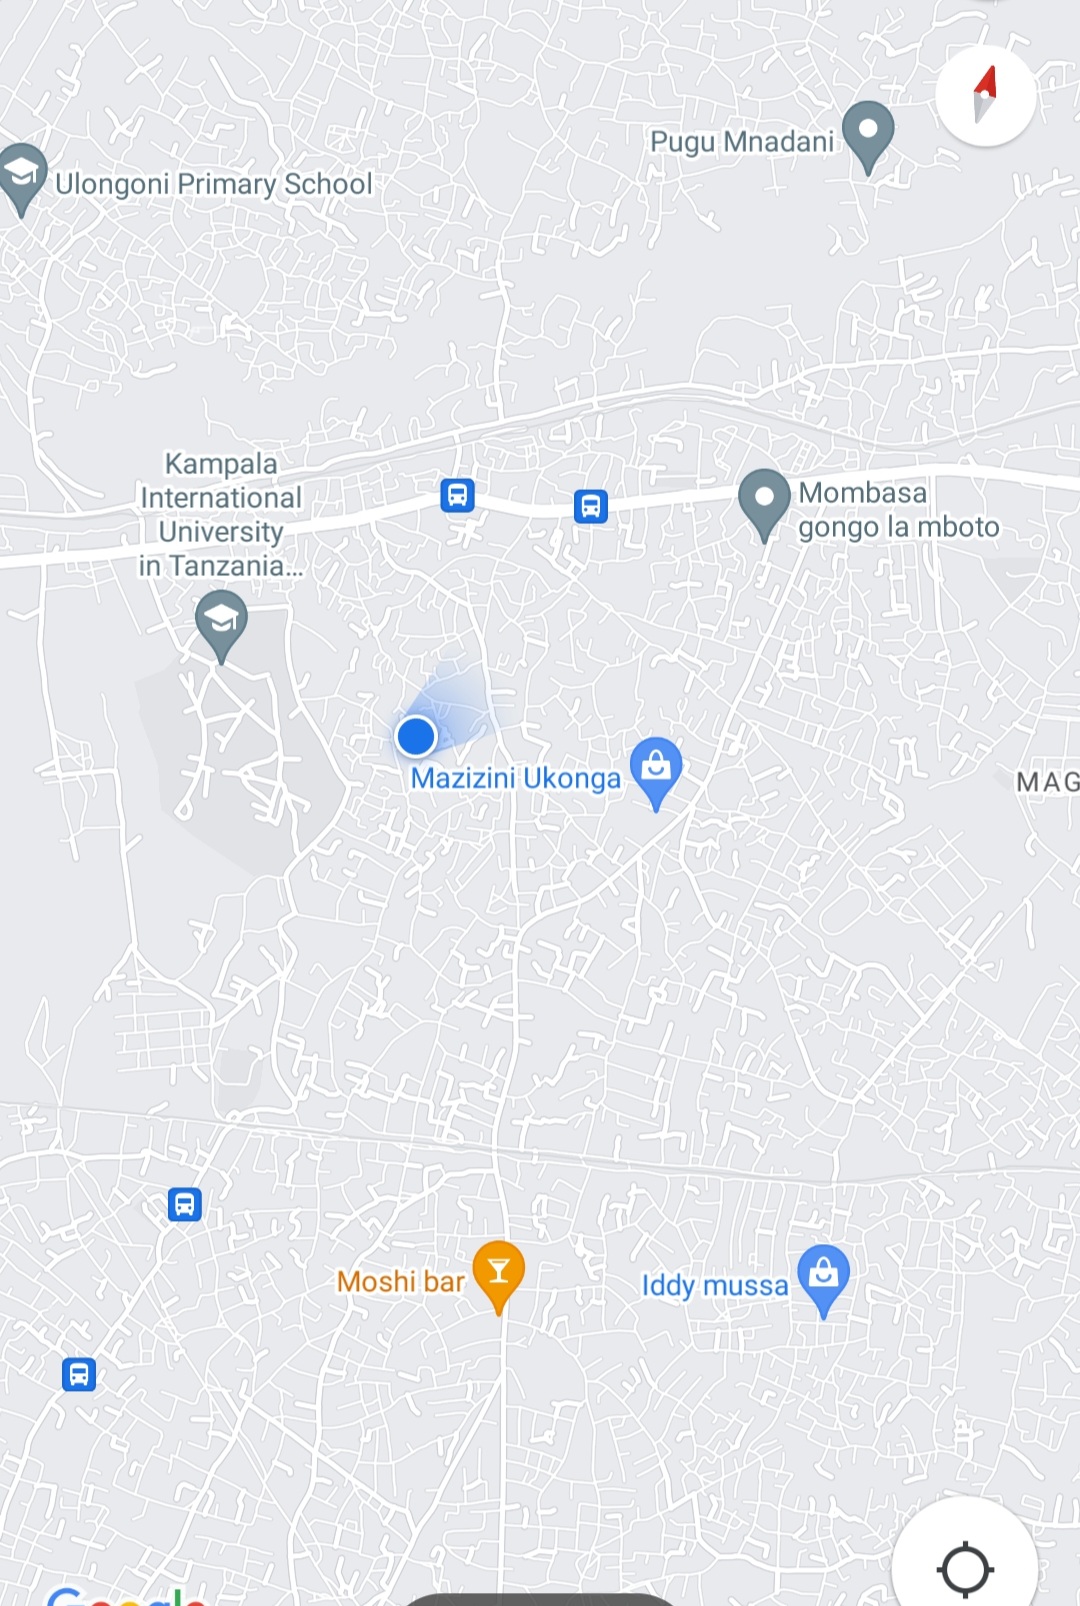 Pugu Mnadani
Ulongoni Primary School
Kampala
International
University
in Tanzania...
Mombasa
gongo la mboto
Mazizini Ukonga
MAG
Moshi bar
Iddy mussa
Google